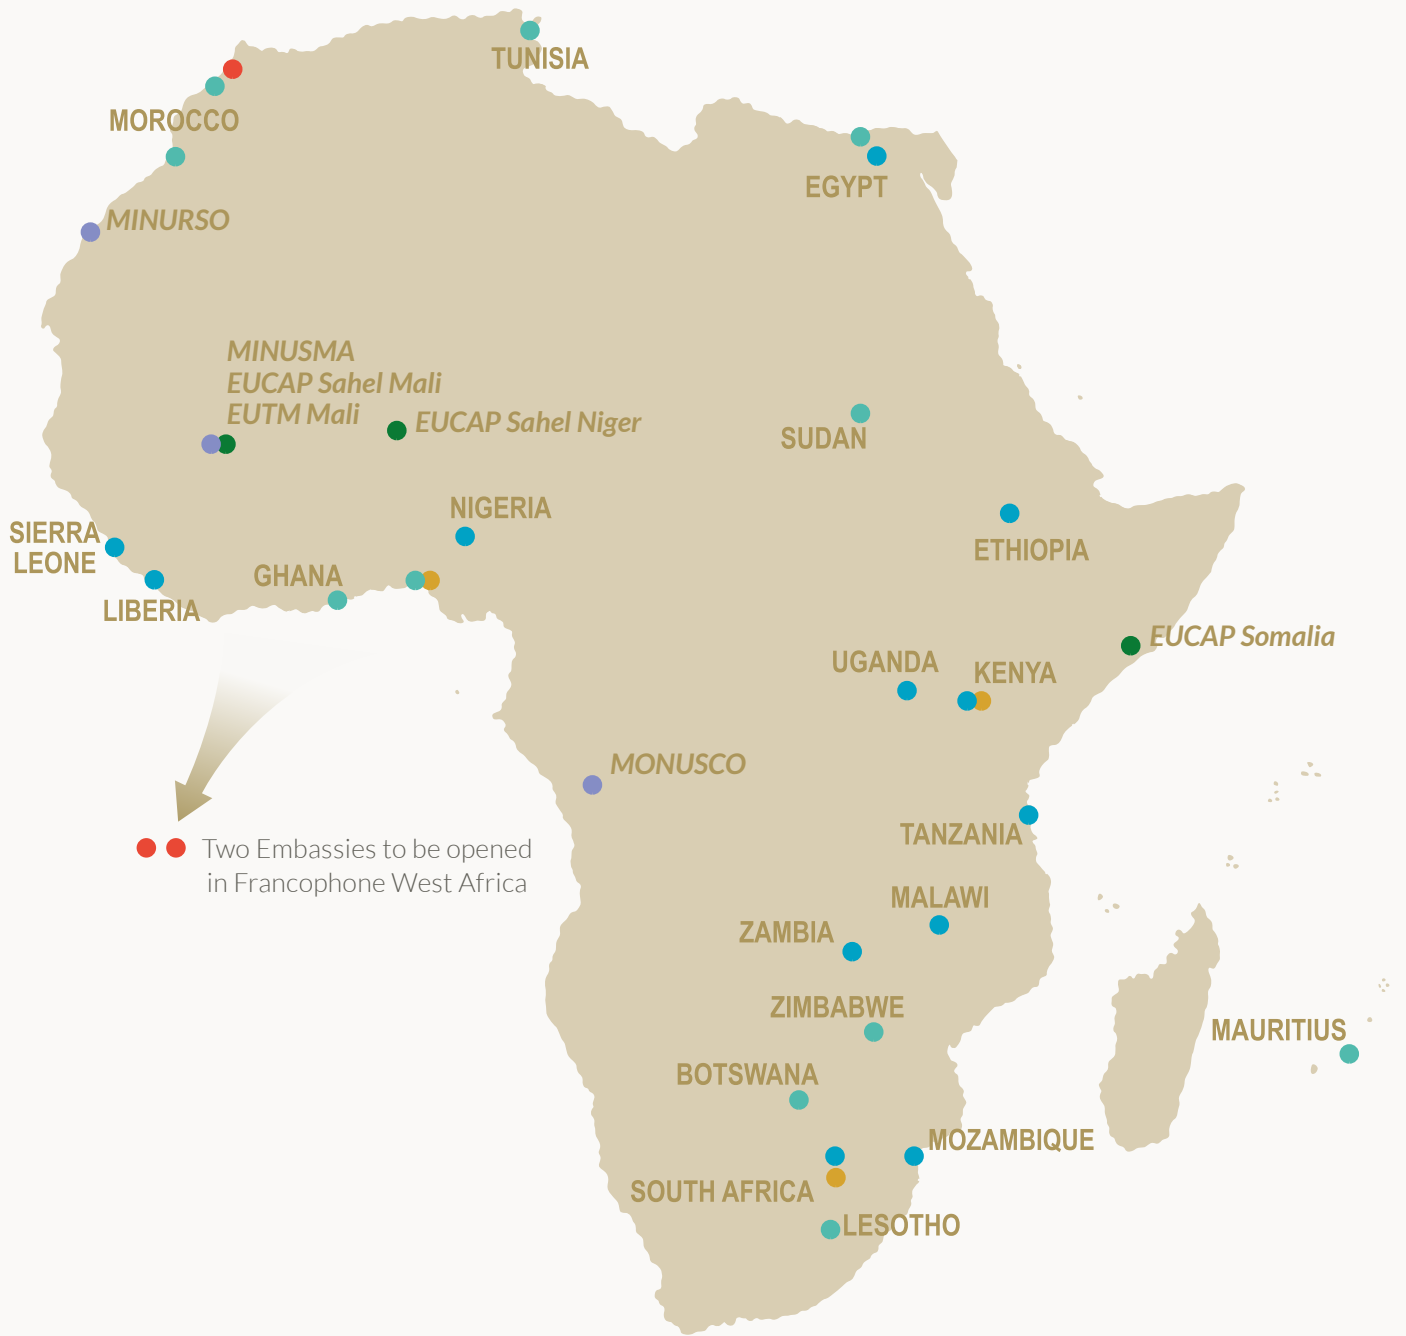 TUNISIA
MOROCCO
EGYPT
MINURSO
MINUSMA
EUCAP Sahel Mali
EUTM Mali
EUCAP Sahel Niger
SUDAN
NIGERIA
SIERRA
LEONE
ETHIOPIA
GHANA
LIBERIA
EUCAP Somalia
UGANDA
KENYA
MONUSCO
TANZANIA
Two Embassies to be opened
in Francophone West Africa
MALAWI
ZAMBIA
ZIMBABWE
MAURITIUS
BOTSWANA
MOZAMBIQUE
SOUTH AFRICA
LESOTHO